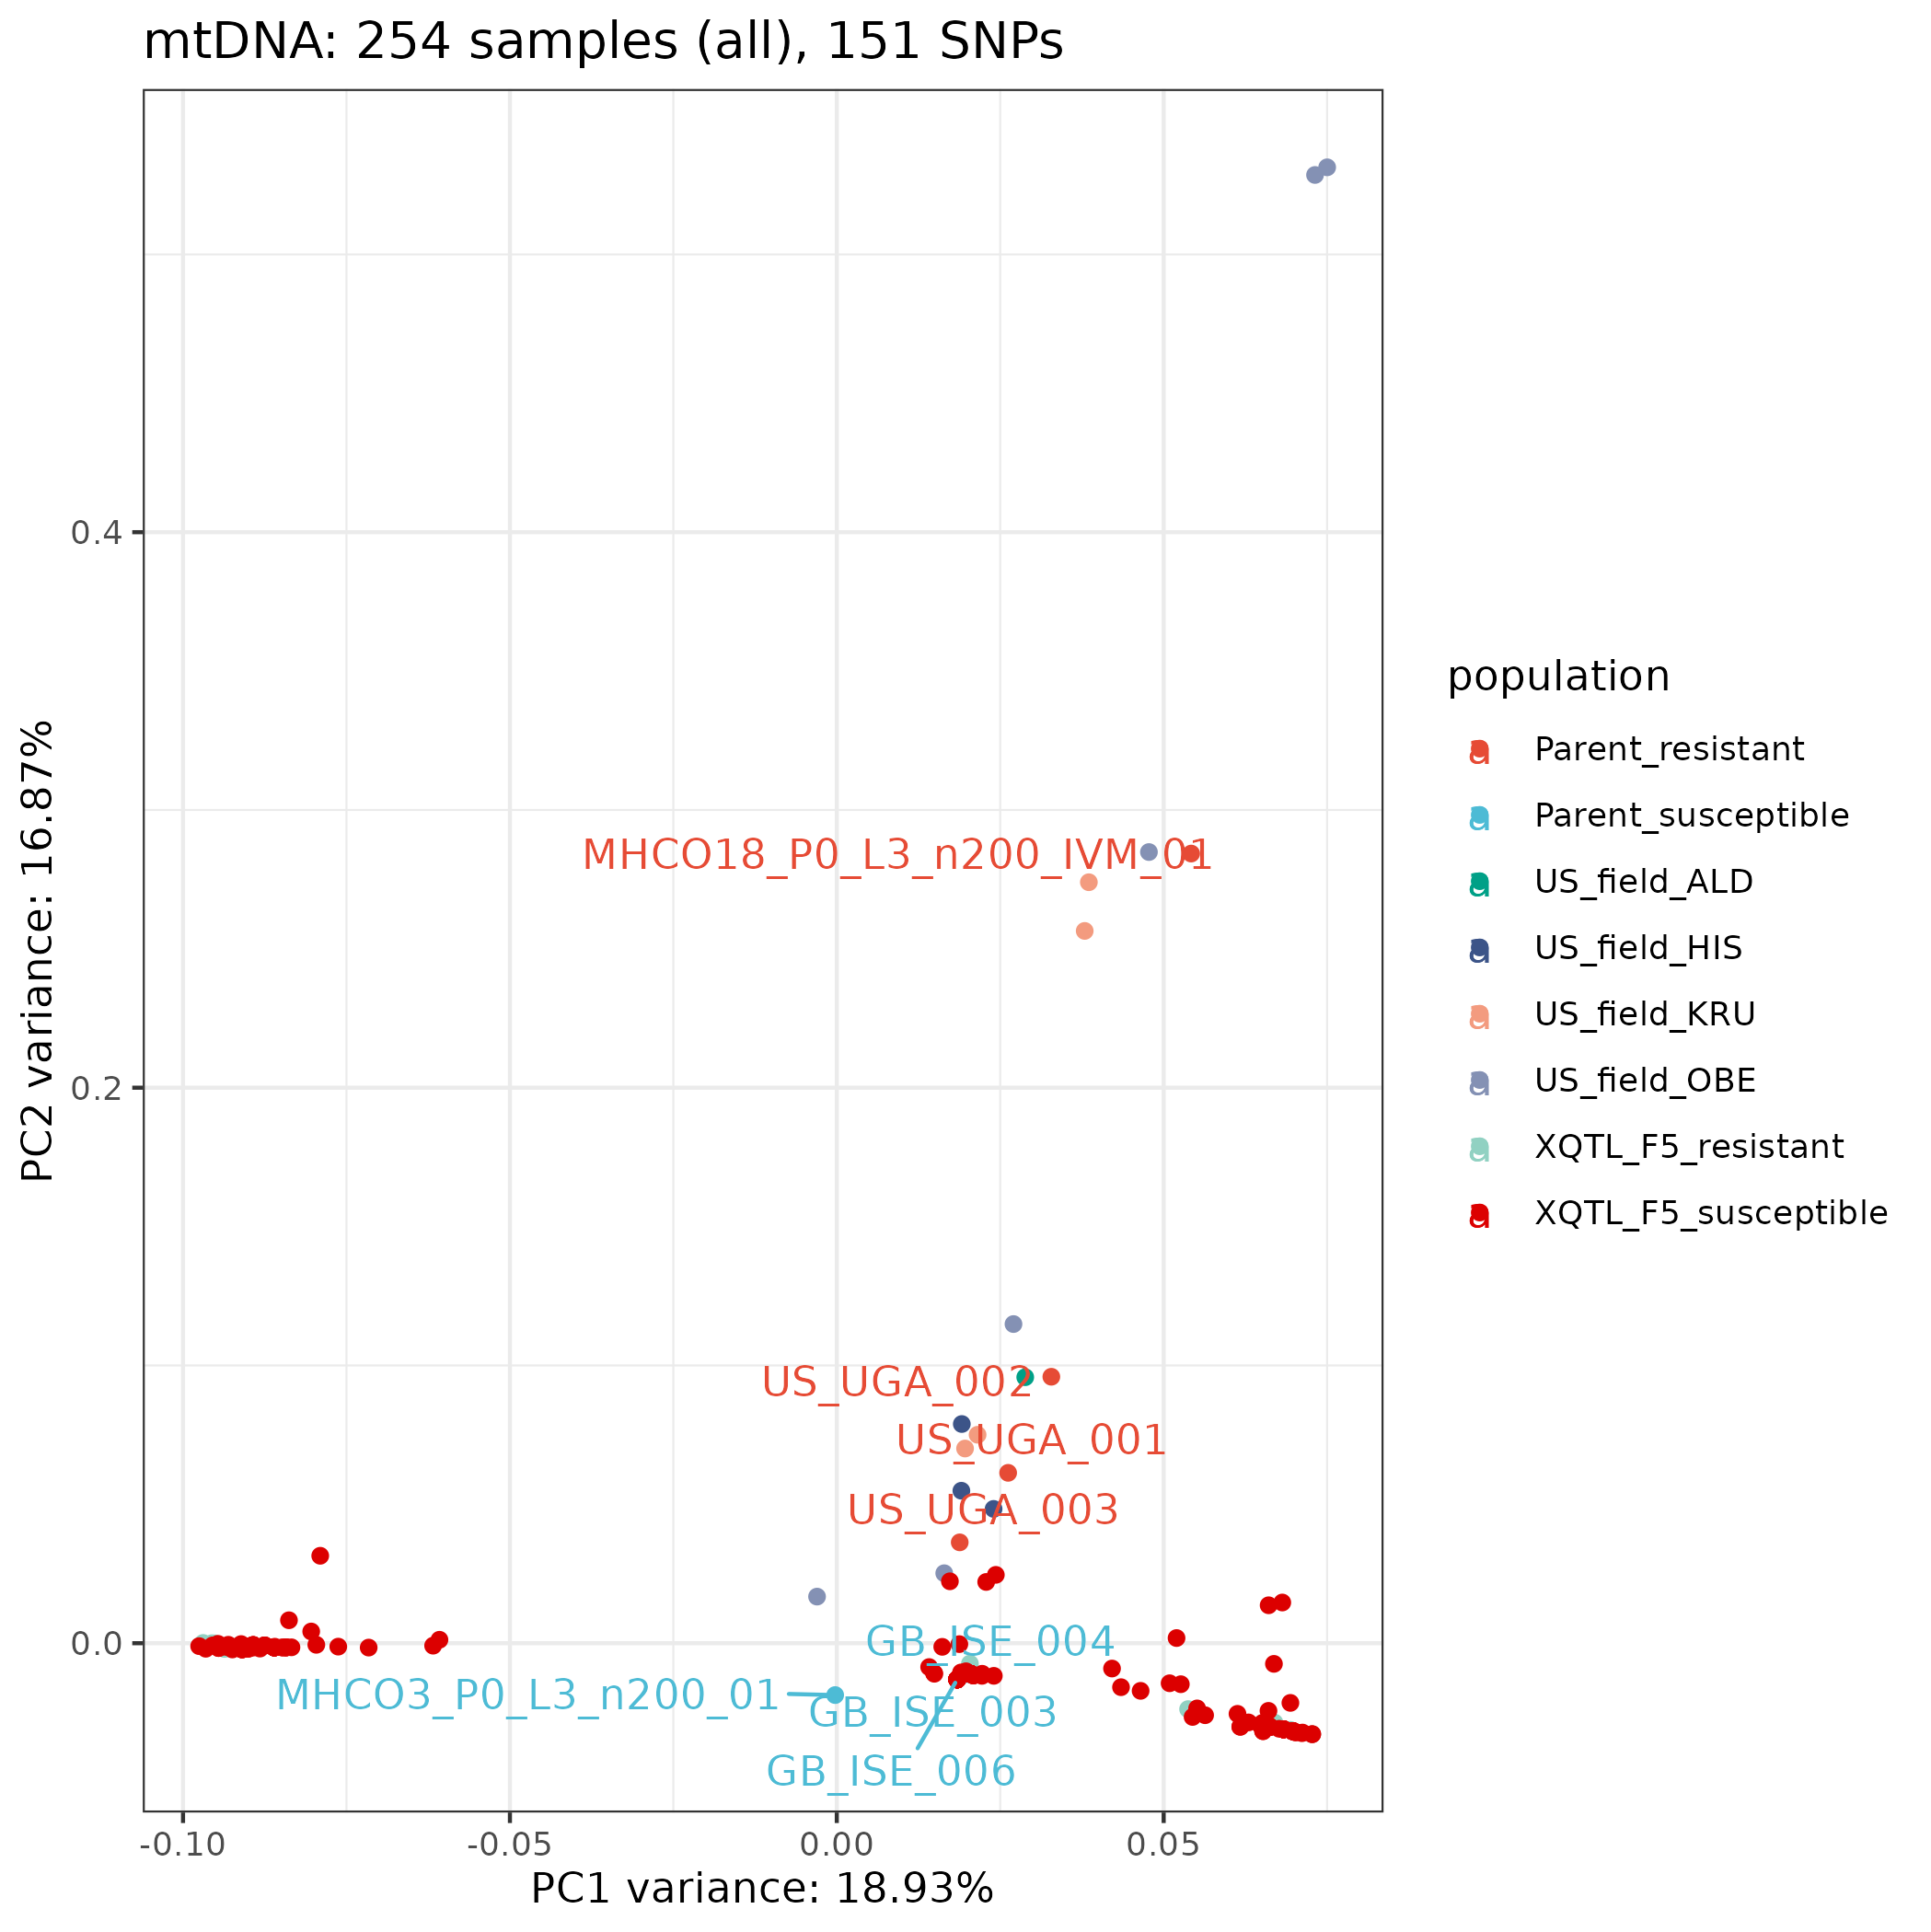 mtDNA: 254 samples (all), 151 SNPs
PC2 variance: 16.87%
0.4
0.2
0.0
MHCO18_P0_L3_n200_IVM_01
US_UGA_002
US_UGA_001
US_UGA_003
GB_ISE_004
MHCO3_P0_L3_n200_01
GB_ISE_003
GB_ISE_006
-0.10
-0.05
0.00
0.05
PC1 variance: 18.93%
population
a Parent_resistant
a Parent_susceptible
a US_field_ALD
a US_field_HIS
a US_field_KRU
a US_field_OBE
a XQTL_F5_resistant
a XQTL_F5_susceptible